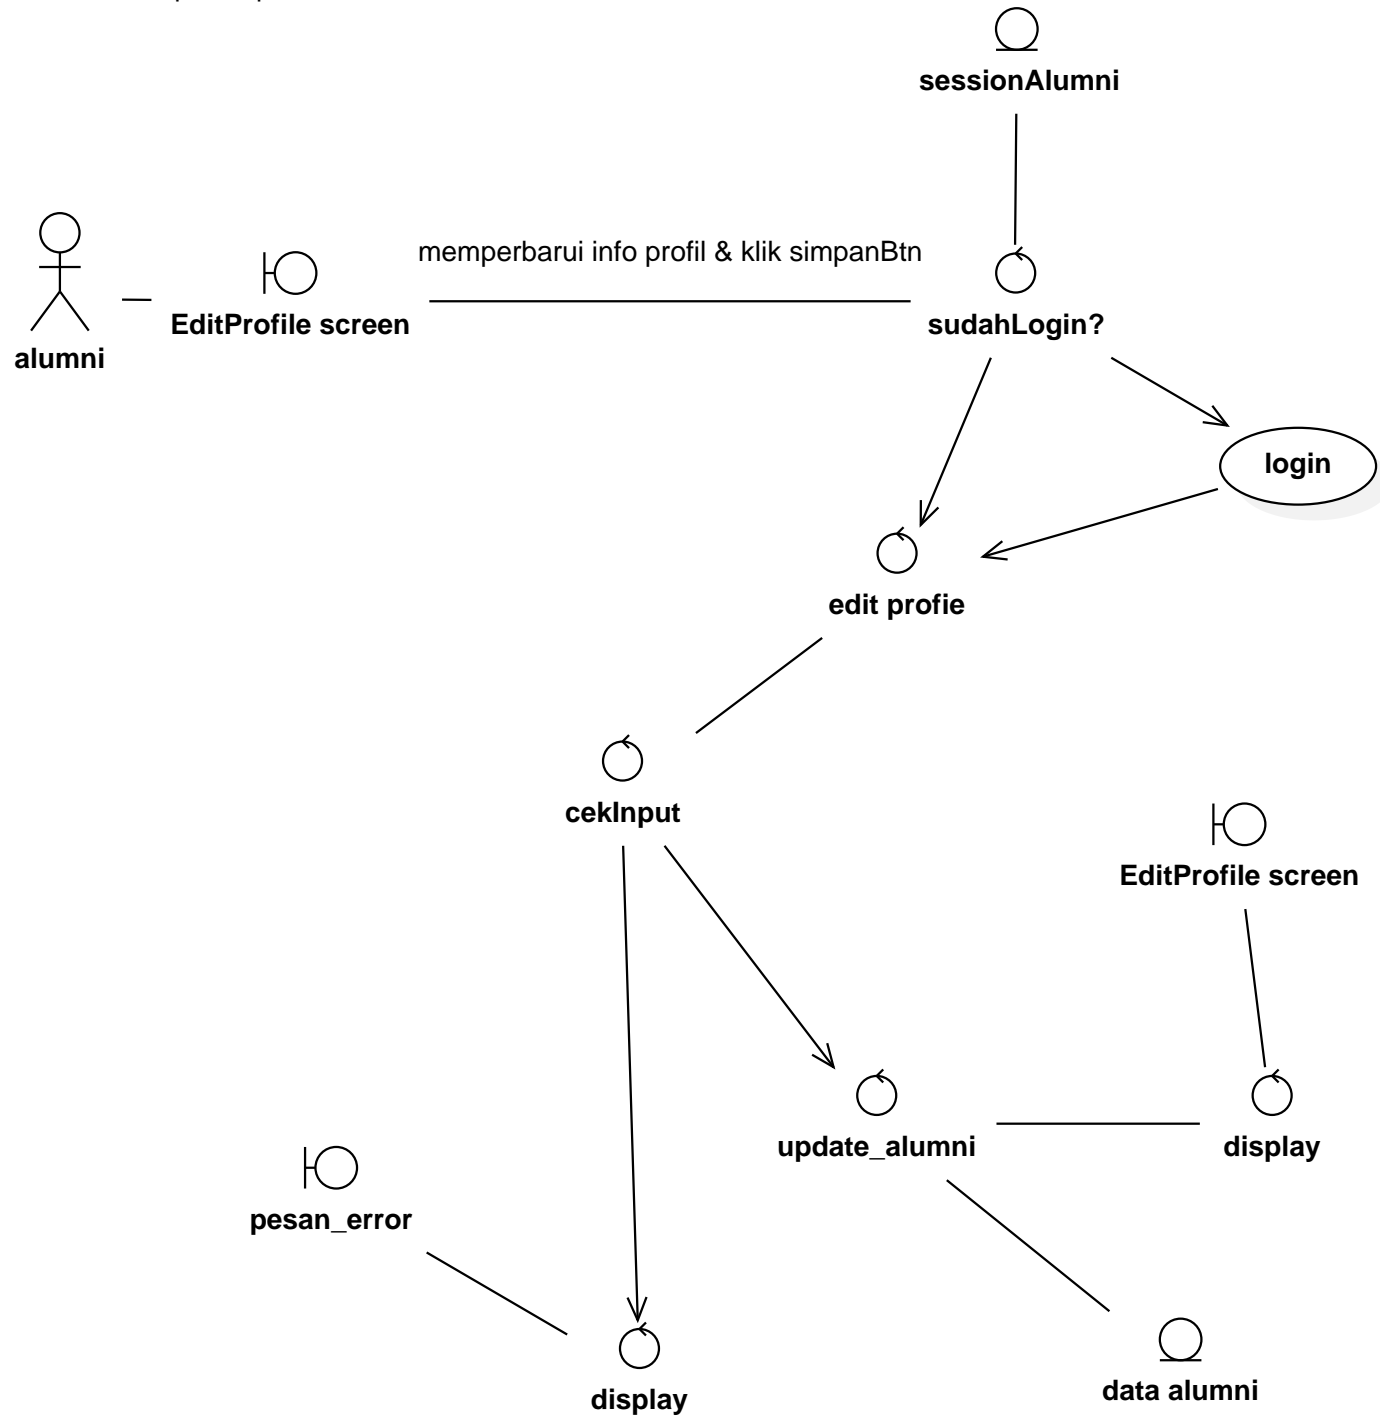 sessionAlumni
memperbarui info profil & klik simpanBtn
EditProfile screen
sudahLogin?
alumni
login
edit profie
cekInput
EditProfile screen
update_alumni
display
pesan_error
data alumni
display